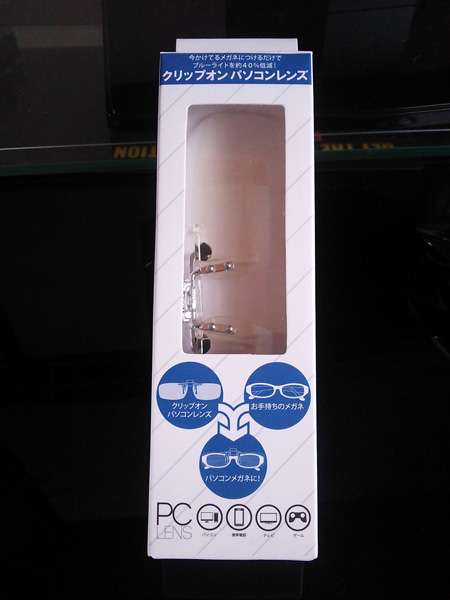 今かけてるメガネにつけるだけで
ブルーライトを約40%低減!
クリップオン パソコンレンズ
クリップオン
パソコンレンズ
お手持ちのメガネ
パソコンメガネに!
PC
LENS
パソコン
携帯電話
テレビ
ゲーム